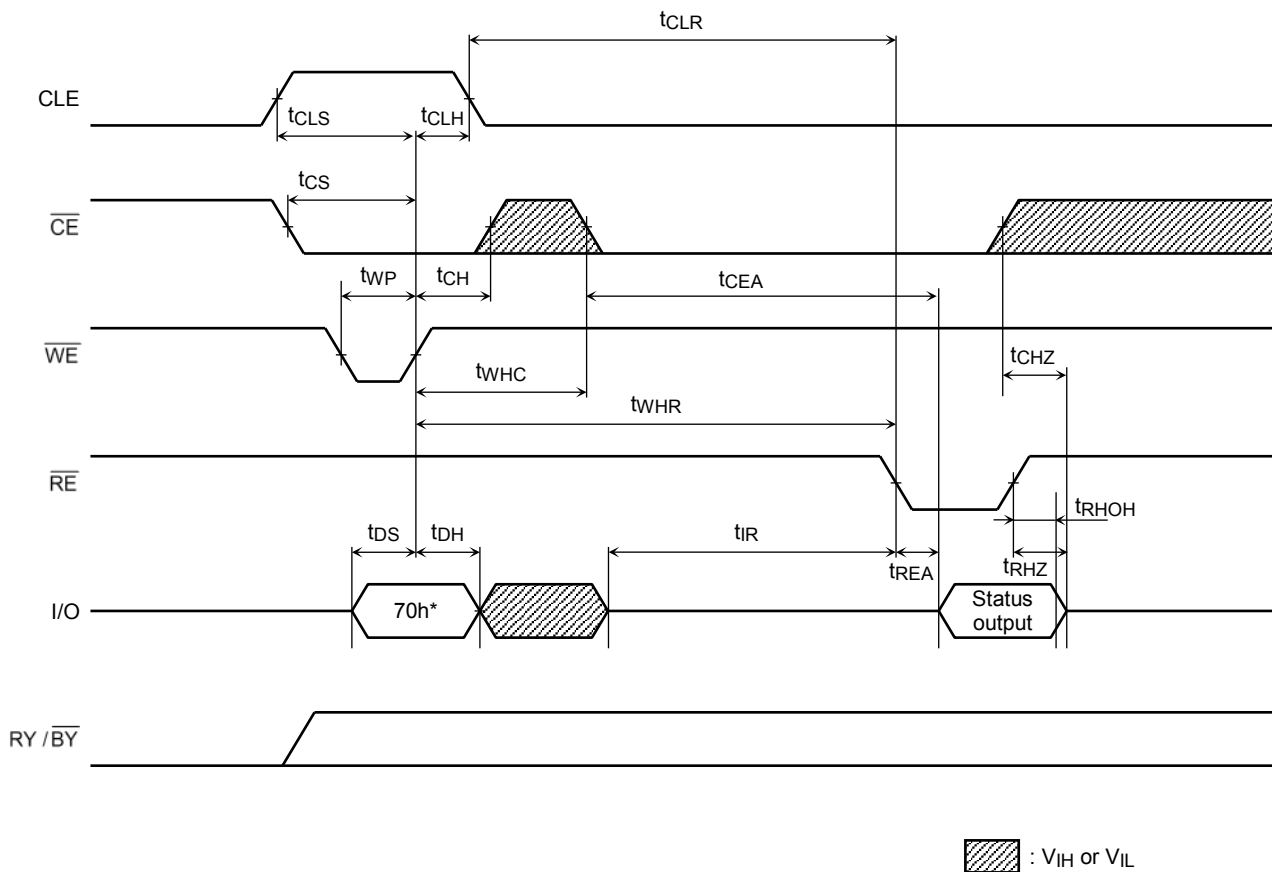 tCLR
CLE
tCLS
tCLH
tCS
CE
tWP
tCH
tCEA
WE
tCHZ
tWHC
tWHR
RE
tRHOH
tDS
tDH
tIR
tREA
tRHZ
I/O
70h*
Status
output
RY / BY
: VIH or VIL